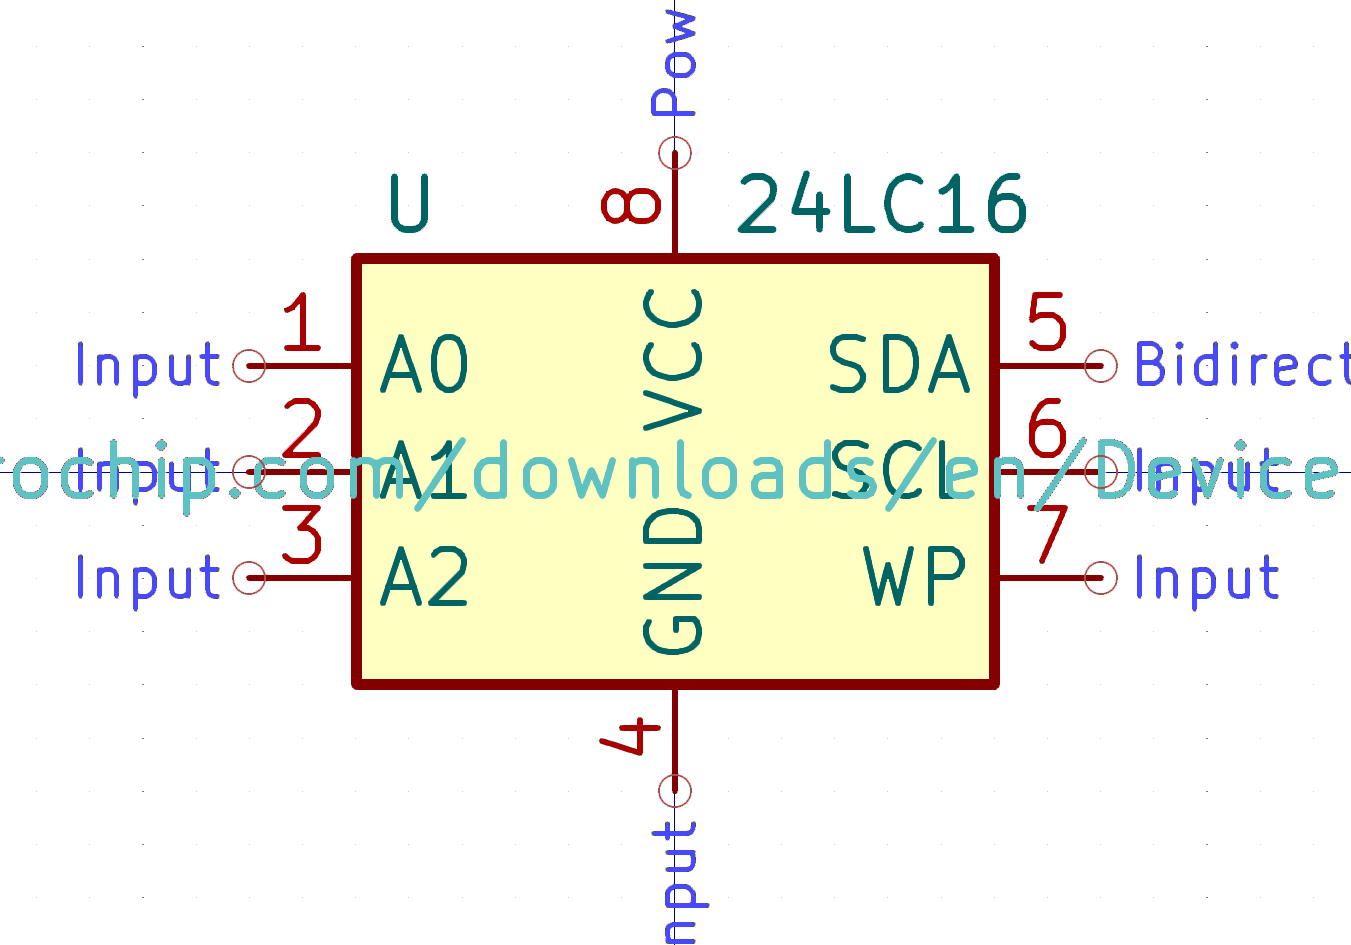 Pow
U
8
24LC16
VCC
1
Input
A0
SDA
5
Bidirect
2
Input
A1
SCL
6
Input
rochip.com/downloads/en/Device
3
Input
A2
GND
WP
7
Input
4
nput